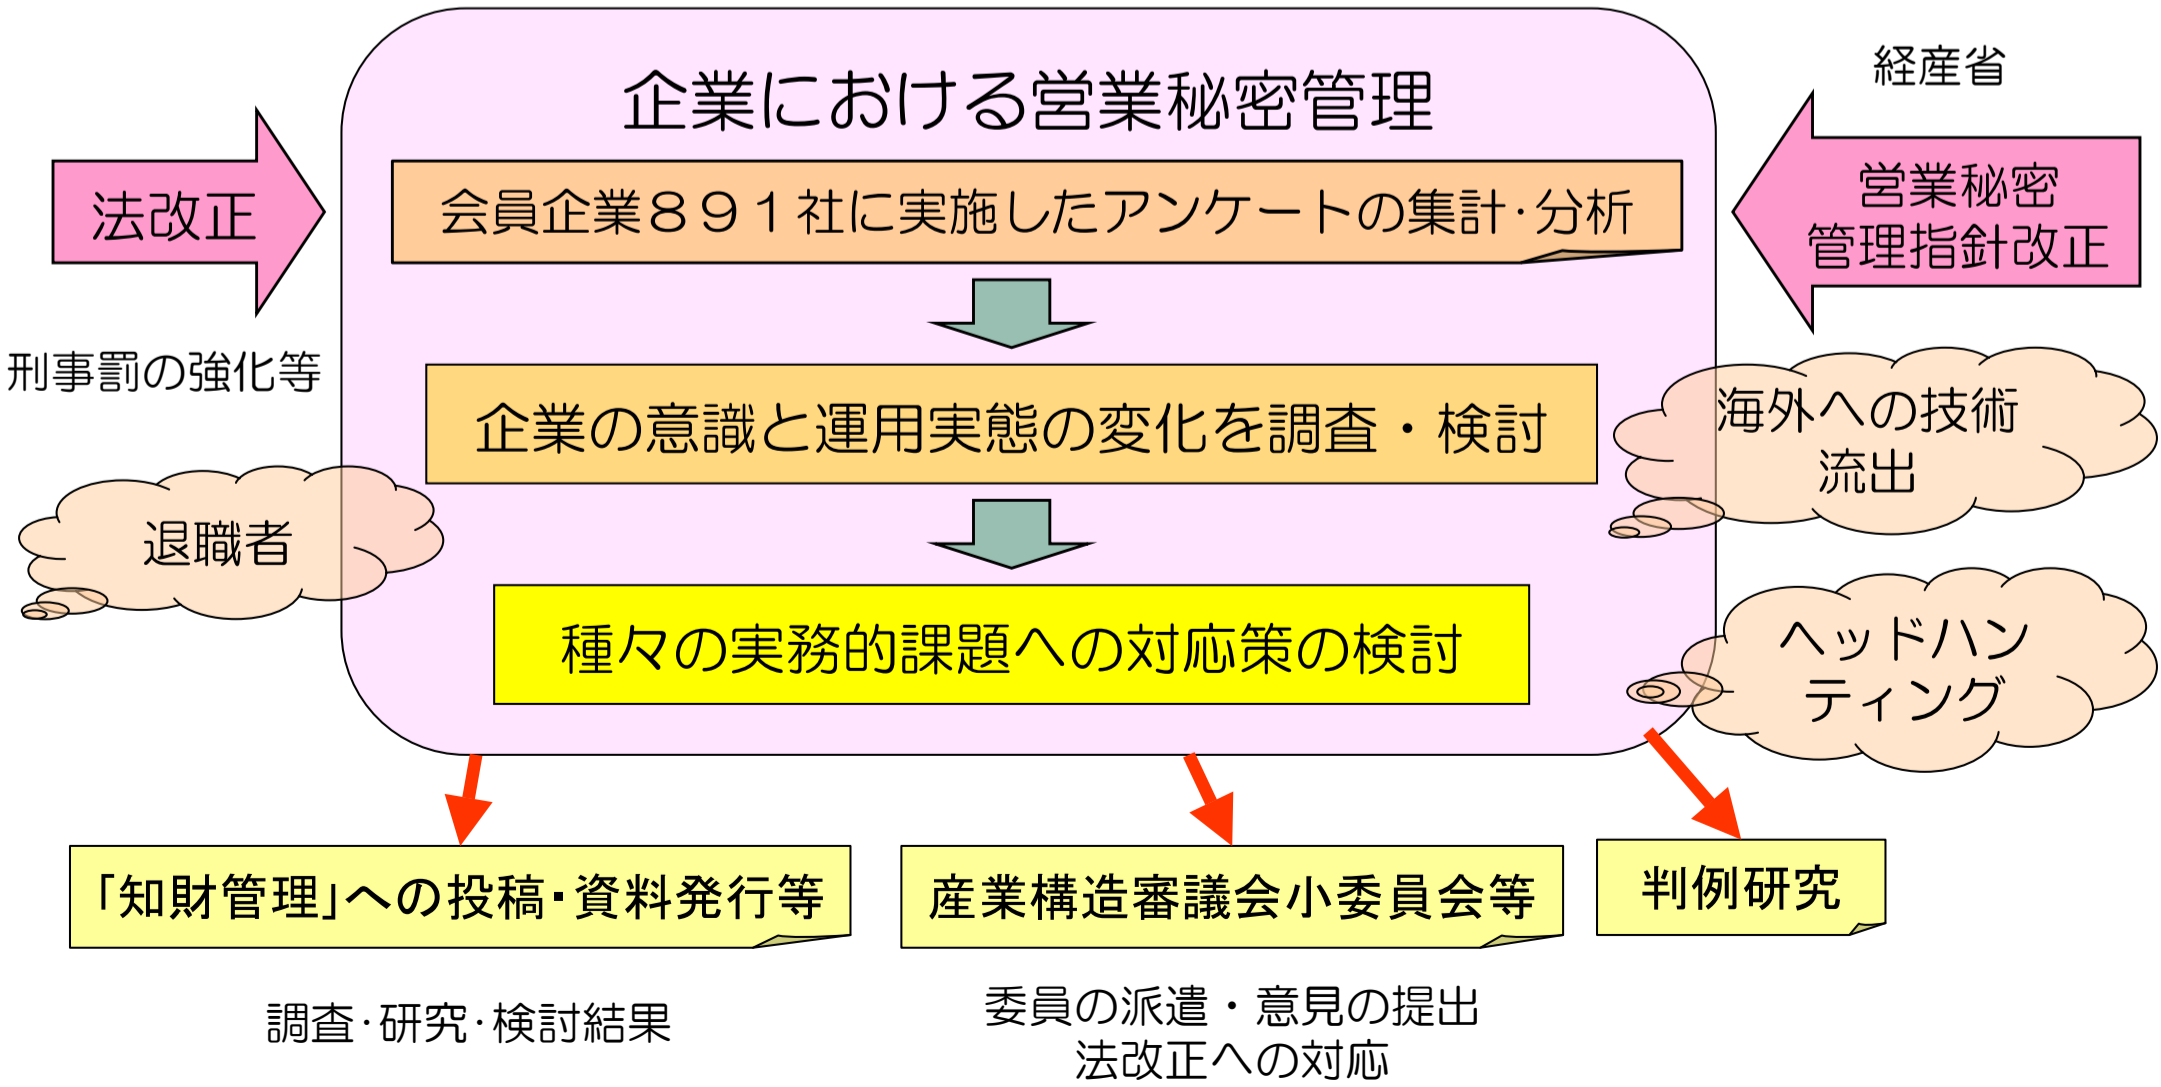 企業における営業秘密管理
経産省
法改正
会員企業８９１社に実施したアンケートの集計・分析
営業秘密
管理指針改正
刑事罰の強化等
企業の意識と運用実態の変化を調査・検討
海外への技術
流出
退職者
種々の実務的課題への対応策の検討
ヘッドハン
ティング
「知財管理」への投稿・資料発行等
産業構造審議会小委員会等
判例研究
調査・研究・検討結果
委員の派遣・意見の提出
法改正への対応